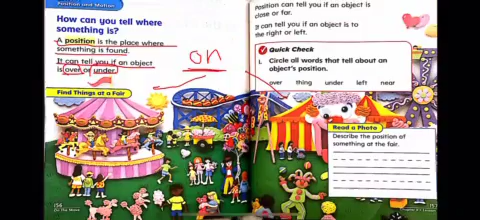 Position and Motion
How can you tell where
something is?
A position is the place where
something is found.
It can tell you if an object
is over or under.
on
Find Things at a Fair
156
On the Move
Position can tell you if an object is
close or far.
It can tell you if an object is to
the right or left.
Quick Check
1. Circle all words that tell about an
object's position.
over thing under left near
Read a Photo
Describe the position of
something at the fair.